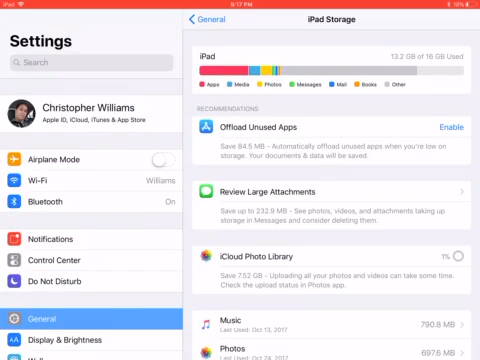 iPad
9:17 PM
18%
Settings
Search
Christopher Williams
Apple ID, iCloud, iTunes & App Store
Airplane Mode
Wi-Fi
Williams
Bluetooth
On
Notifications
Control Center
Do Not Disturb
General
Display & Brightness
General
iPad Storage
iPad
13.2 GB of 16 GB Used
Apps
Media
Photos
Messages
Mail
Books
Other
RECOMMENDATIONS
Offload Unused Apps
Enable
Save 84.5 MB - Automatically offload unused apps when you're low on
storage. Your documents & data will be saved.
Review Large Attachments
Save up to 232.9 MB - See photos, videos, and attachments taking up
storage in Messages and consider deleting them.
iCloud Photo Library
1%
Save 7.52 GB - Uploading all your photos and videos can take some time.
Check the upload status in Photos app.
Music
790.8 MB
Last Used: Oct 13, 2017
Photos
697.6 MB
Last Used: Oct 24, 2017